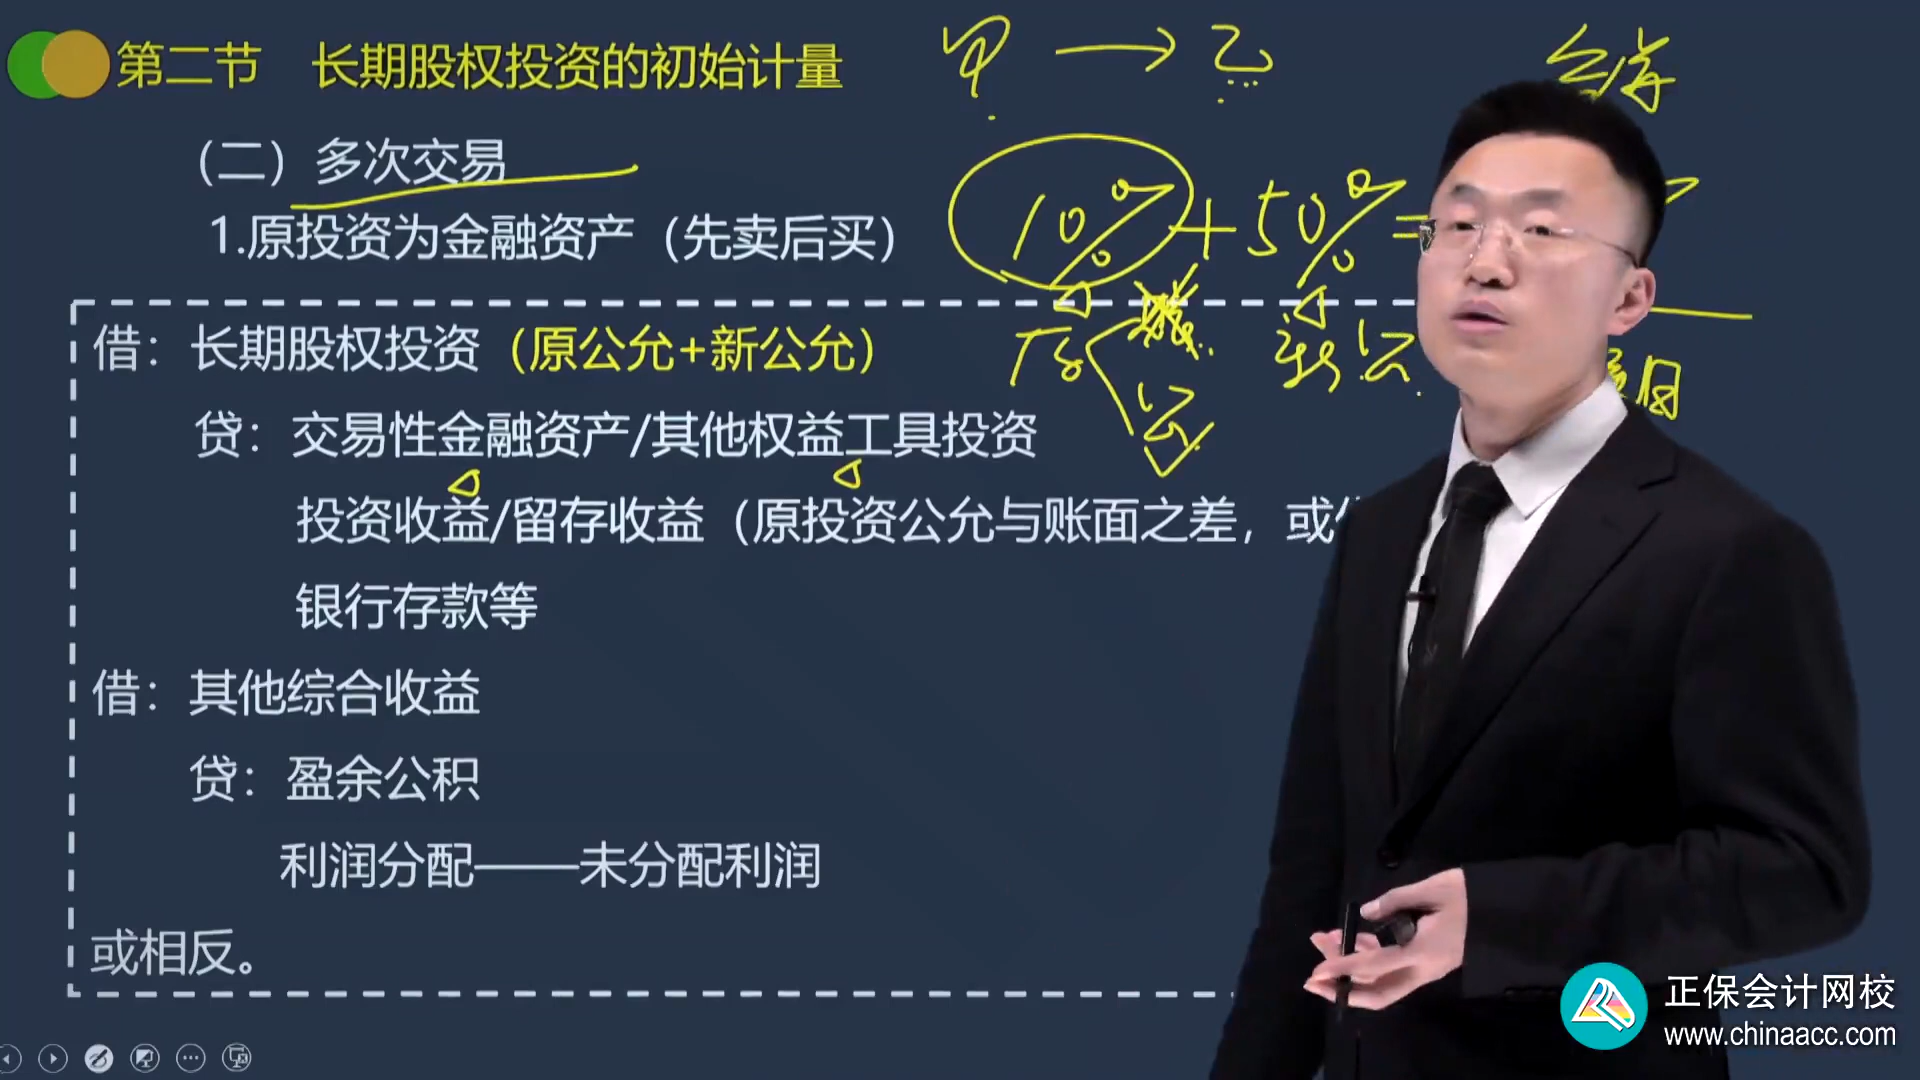 第二节 长期股权投资的初始计量
甲 → 乙
（二）多次交易
10% + 50% =
1.原投资为金融资产（先卖后买）
借：长期股权投资（原公允+新公允）
新公
公
贷：交易性金融资产/其他权益工具投资
投资收益/留存收益（原投资公允与账面之差，或
银行存款等
借：其他综合收益
贷：盈余公积
利润分配——未分配利润
或相反。
正保会计网校
www.chinaacc.com